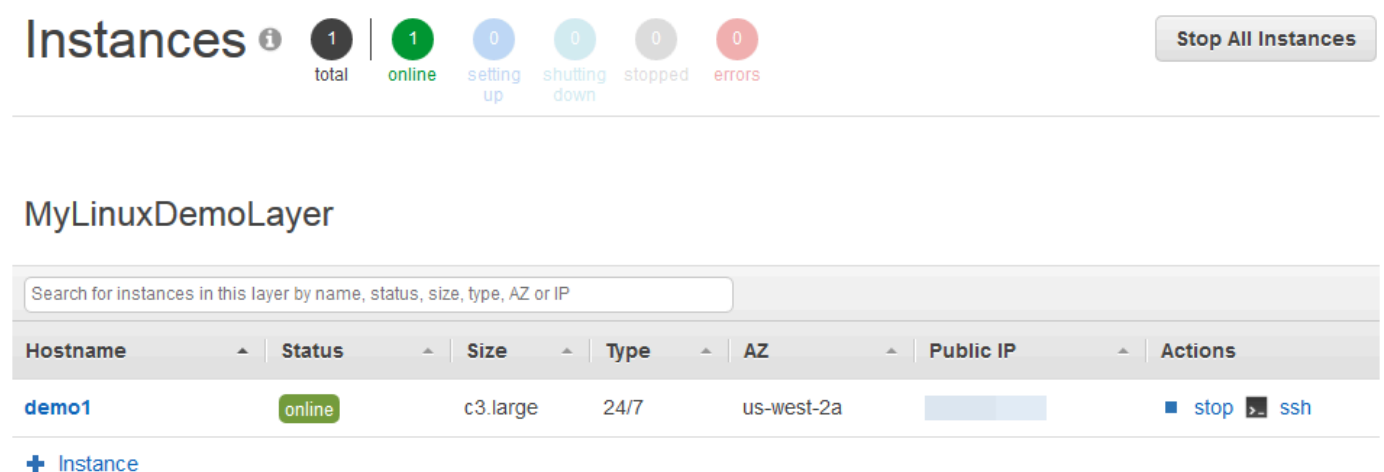 Instances i 1 1 0 0 0 0 Stop All Instances
total online setting up shutting down stopped errors
MyLinuxDemoLayer
Search for instances in this layer by name, status, size, type, AZ or IP
Hostname Status Size Type AZ Public IP Actions
demo1 online c3.large 24/7 us-west-2a stop >_ ssh
+ Instance